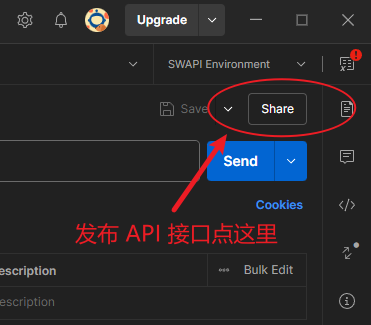 Upgrade
SWAPI Environment
Save
Share
Send
Cookies
发布 API 接口点这里
escription
Bulk Edit
escription